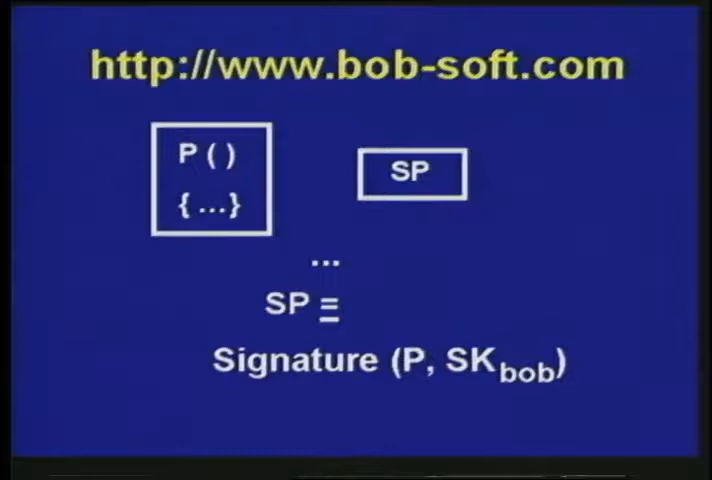 http://www.bob-soft.com
P ( )
{ ...}
SP
...
SP ≡
Signature (P, SKbob)